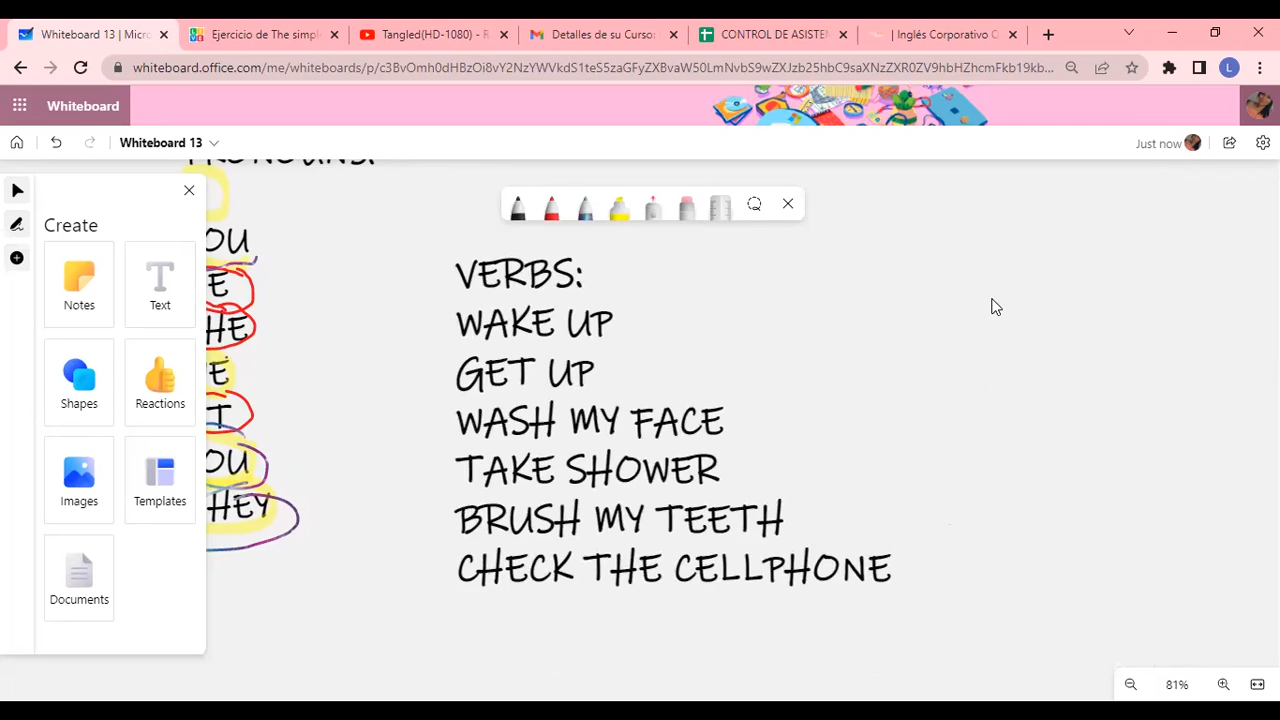 Whiteboard 13 | Micro
Ejercicio de The simpl
Tangled(HD-1080) - R
Detalles de su Curso:
CONTROL DE ASISTEN
| Inglés Corporativo C
L
Whiteboard
Whiteboard 13
Just now
PRONOUNS:
Create
Notes
Text
Shapes
Reactions
Images
Templates
Documents
OU
E
HE
E
T
OU
HEY
VERBS:
WAKE UP
GET UP
WASH MY FACE
TAKE SHOWER
BRUSH MY TEETH
CHECK THE CELLPHONE
81%